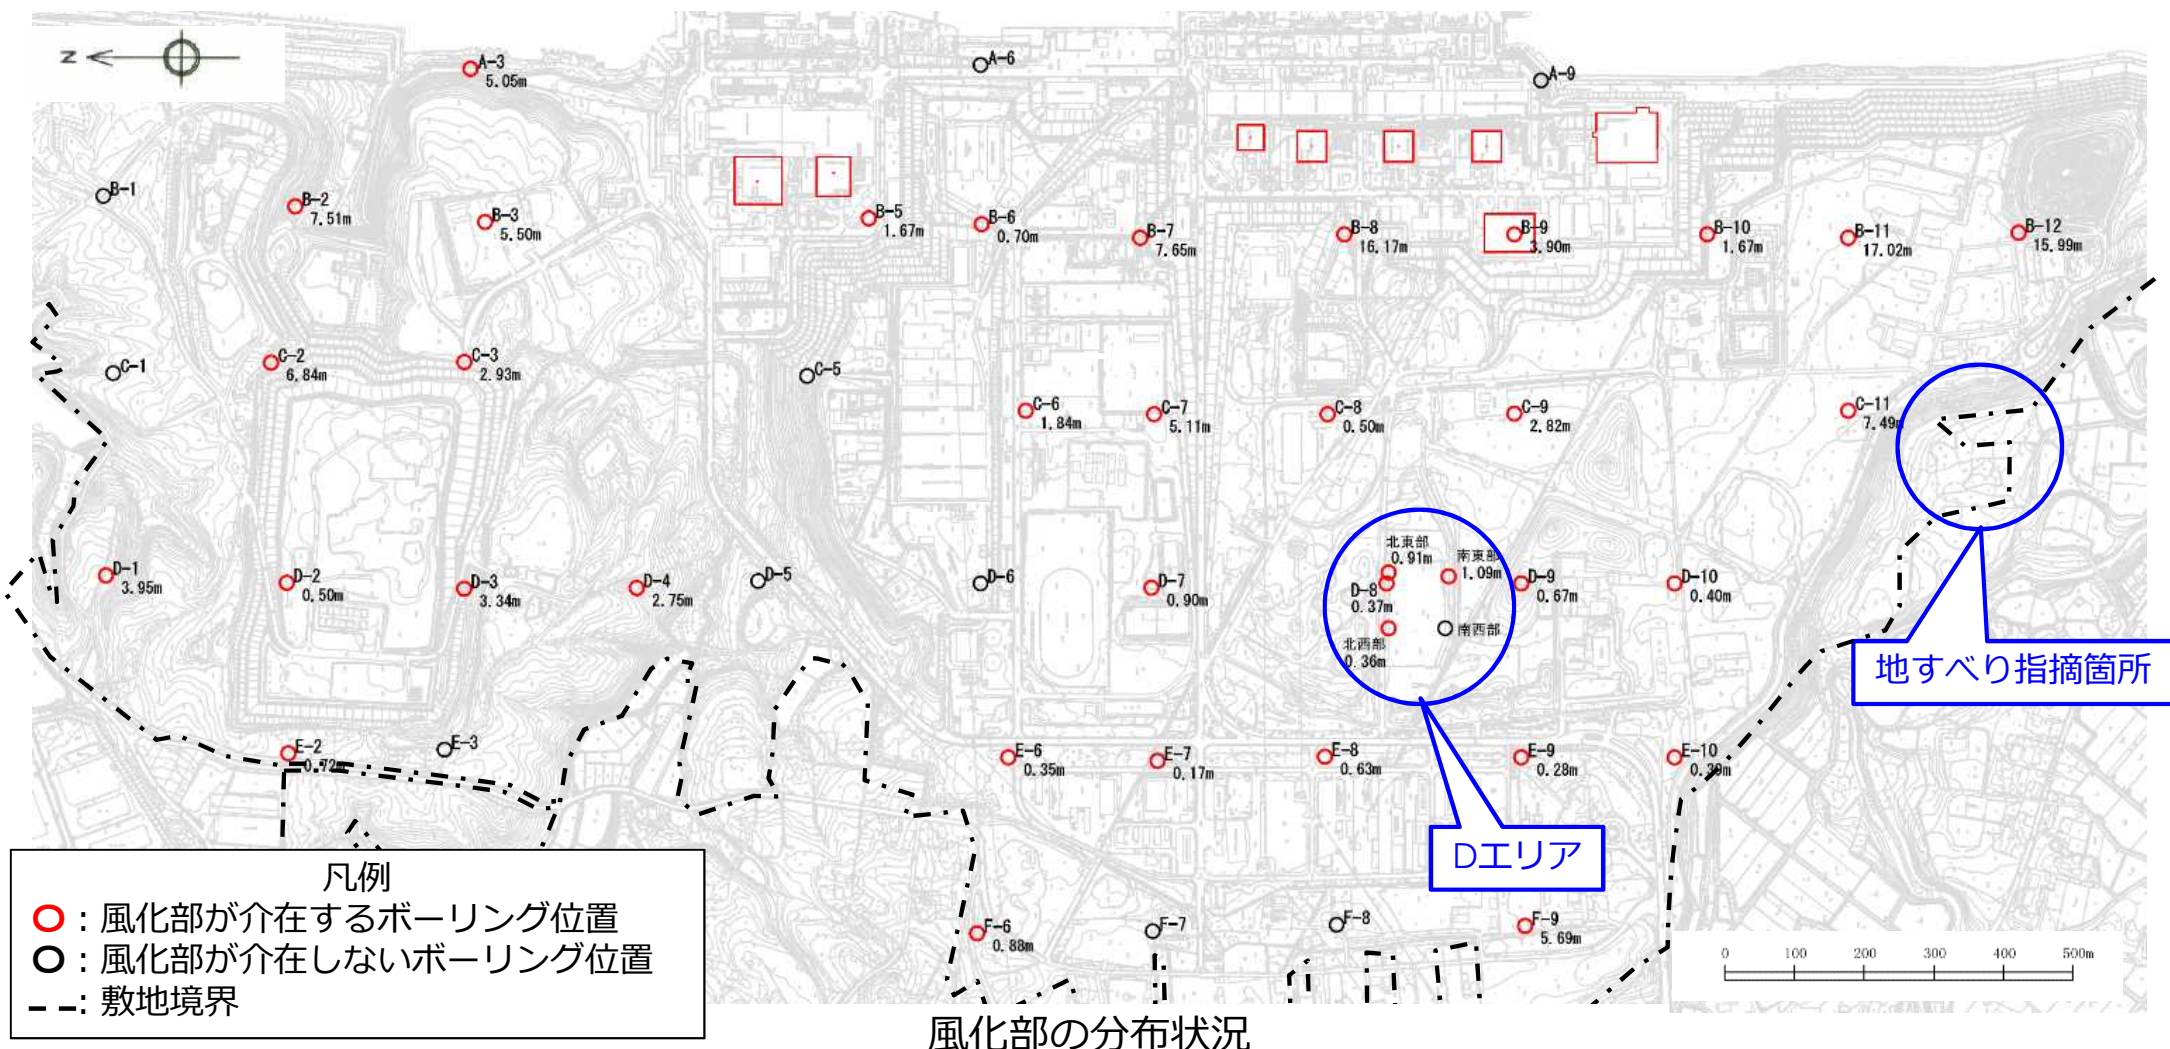 N
A-3
5.05m
A-6
A-9
B-1
B-2
7.51m
B-3
5.50m
B-5
1.67m
B-6
0.70m
B-7
7.65m
B-8
16.17m
B-9
3.90m
B-10
1.67m
B-11
17.02m
B-12
15.99m
C-1
C-2
6.84m
C-3
2.93m
C-5
C-6
1.84m
C-7
5.11m
C-8
0.50m
C-9
2.82m
C-11
7.49m
D-1
3.95m
D-2
0.50m
D-3
3.34m
D-4
2.75m
D-5
D-6
D-7
0.90m
北東部
0.91m
南東部
1.09m
D-8
0.37m
北西部
0.36m
南西部
D-9
0.67m
D-10
0.40m
地すべり指摘箇所
E-2
0.72m
E-3
E-6
0.35m
E-7
0.17m
E-8
0.63m
E-9
0.28m
E-10
0.39m
Dエリア
F-6
0.88m
F-7
F-8
F-9
5.69m
凡例
○：風化部が介在するボーリング位置
○：風化部が介在しないボーリング位置
- -：敷地境界
0 100 200 300 400 500m
風化部の分布状況